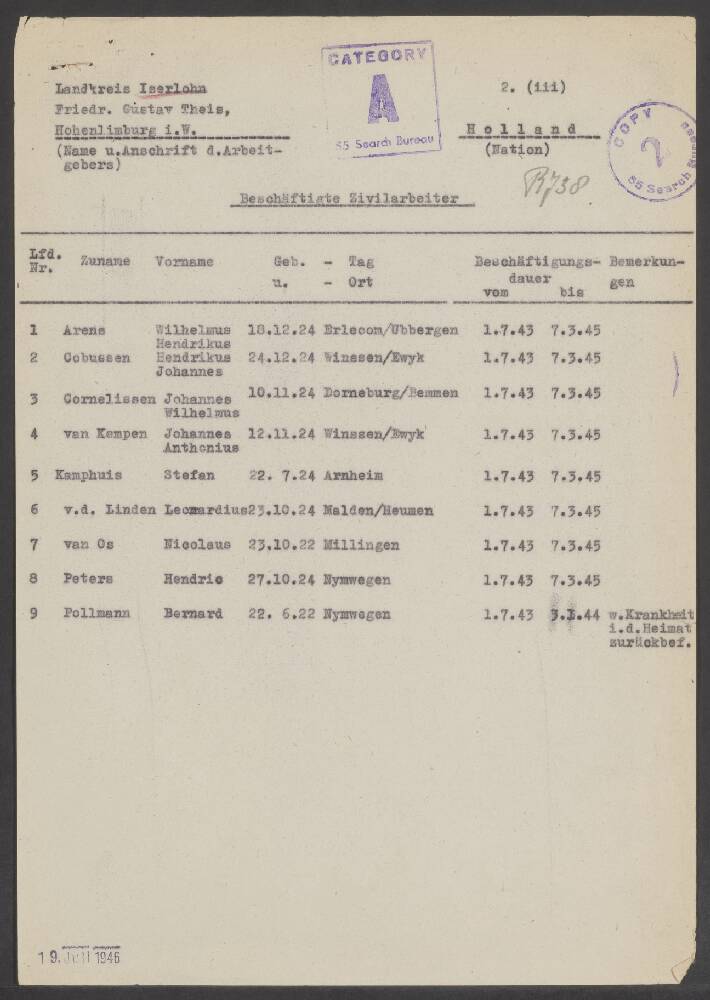 CATEGORY
A
55 Search Bureau
Landkreis Iserlohn
2. (iii)
Friedr. Gustav Theis,
COPY
2
55 Search Bureau
Hohenlimburg i.W.
Holland
(Name u.Anschrift d.Arbeit-
(Nation)
gebers)
R738
Beschäftigte Zivilarbeiter
Lfd. Zuname Vorname Geb. - Tag Beschäftigungs- Bemerkun-
Nr. u. - Ort dauer gen
vom bis
1 Arens Wilhelmus 18.12.24 Erlecom/Ubbergen 1.7.43 7.3.45
Hendrikus
2 Cobussen Hendrikus 24.12.24 Winssen/Ewyk 1.7.43 7.3.45
Johannes
3 Cornelissen Johannes 10.11.24 Dorneburg/Bemmen 1.7.43 7.3.45
Wilhelmus
4 van Kempen Johannes 12.11.24 Winssen/Ewyk 1.7.43 7.3.45
Anthonius
5 Kamphuis Stefan 22. 7.24 Arnheim 1.7.43 7.3.45
6 v.d. Linden Leonardius 23.10.24 Malden/Heumen 1.7.43 7.3.45
7 van Os Nicolaus 23.10.22 Millingen 1.7.43 7.3.45
8 Peters Hendric 27.10.24 Nymwegen 1.7.43 7.3.45
9 Pollmann Bernard 22. 6.22 Nymwegen 1.7.43 3.1.44 w.Krankheit
i.d.Heimat
zurückbef.
19. 1946